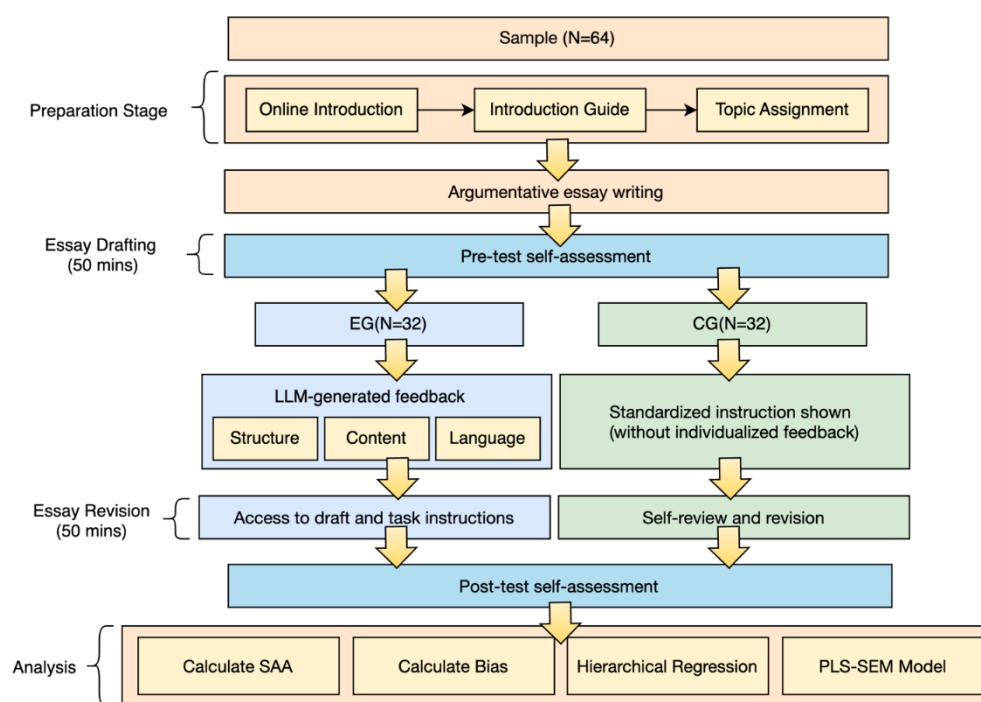 Sample (N=64)
Preparation Stage
Online Introduction
Introduction Guide
Topic Assignment
Argumentative essay writing
Essay Drafting
(50 mins)
Pre-test self-assessment
EG(N=32)
CG(N=32)
LLM-generated feedback
Structure
Content
Language
Standardized instruction shown
(without individualized feedback)
Essay Revision
(50 mins)
Access to draft and task instructions
Self-review and revision
Post-test self-assessment
Analysis
Calculate SAA
Calculate Bias
Hierarchical Regression
PLS-SEM Model